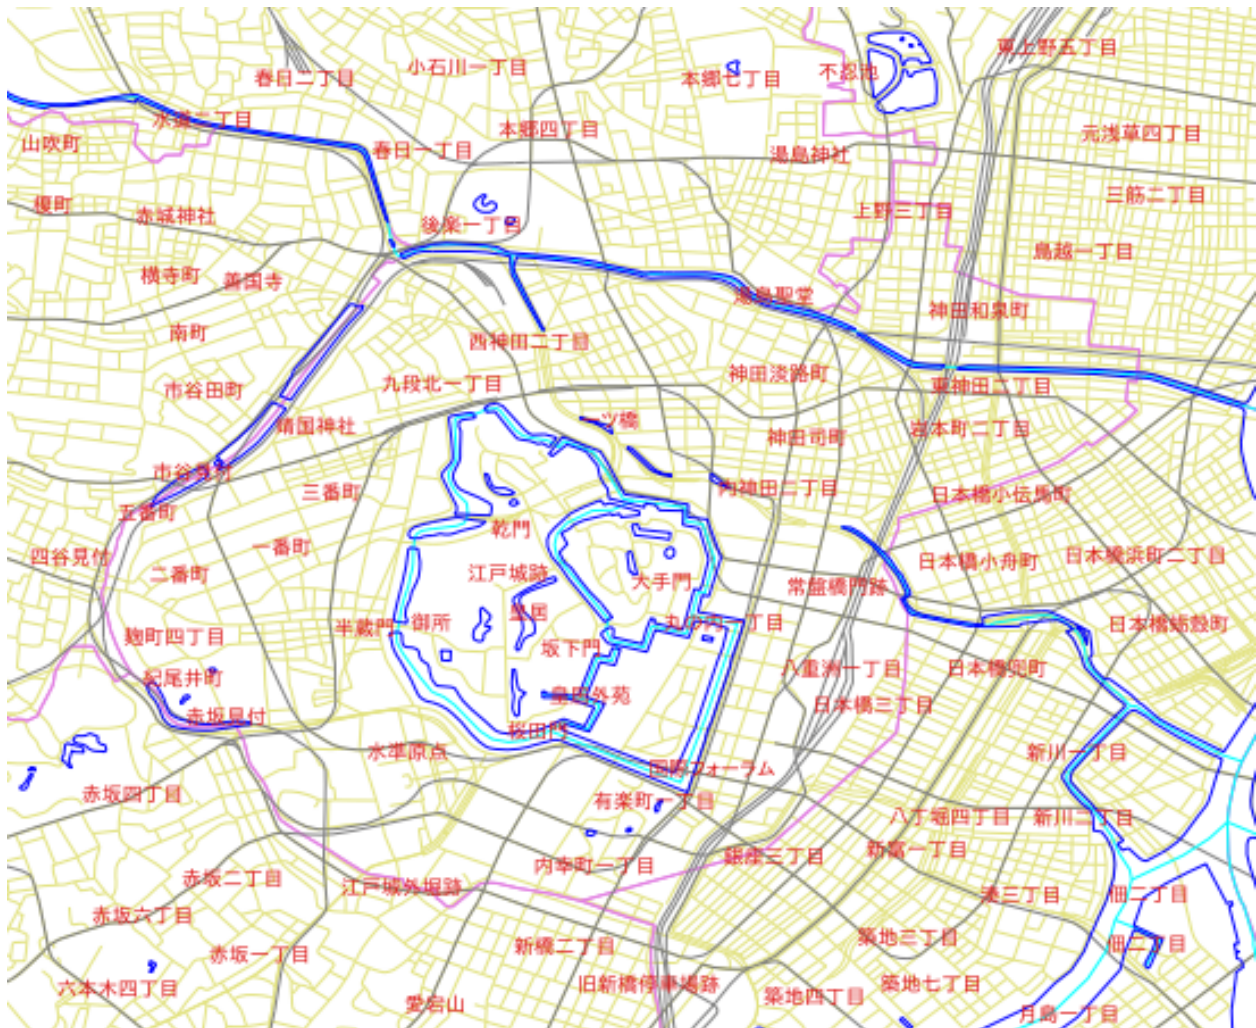 東上野五丁目
小石川一丁目
春日二丁目
本郷七丁目
不忍池
水道二丁目
本郷四丁目
元浅草四丁目
山吹町
春日一丁目
湯島神社
三筋二丁目
榎町
赤城神社
上野三丁目
後楽一丁目
鳥越一丁目
横寺町
善国寺
湯島聖堂
神田和泉町
南町
西神田二丁目
神田淡路町
九段北一丁目
東神田二丁目
市谷田町
一ツ橋
靖国神社
神田司町
岩本町二丁目
三番町
内神田二丁目
日本橋小伝馬町
五番町
乾門
四谷見付
一番町
日本橋浜町二丁目
日本橋小舟町
二番町
江戸城跡
大手門
常盤橋門跡
皇居
半蔵門
御所
丸の内一丁目
日本橋蛎殻町
麹町四丁目
坂下門
八重洲一丁目
日本橋兜町
紀尾井町
皇居外苑
日本橋三丁目
赤坂見付
桜田門
水準原点
新川一丁目
国際フォーラム
赤坂四丁目
有楽町一丁目
八丁堀四丁目
新川二丁目
新富一丁目
銀座三丁目
内幸町一丁目
赤坂二丁目
江戸城外堀跡
湊三丁目
佃二丁目
赤坂六丁目
築地三丁目
佃二丁目
赤坂一丁目
新橋二丁目
六本木四丁目
旧新橋停車場跡
築地七丁目
築地四丁目
愛宕山
月島一丁目